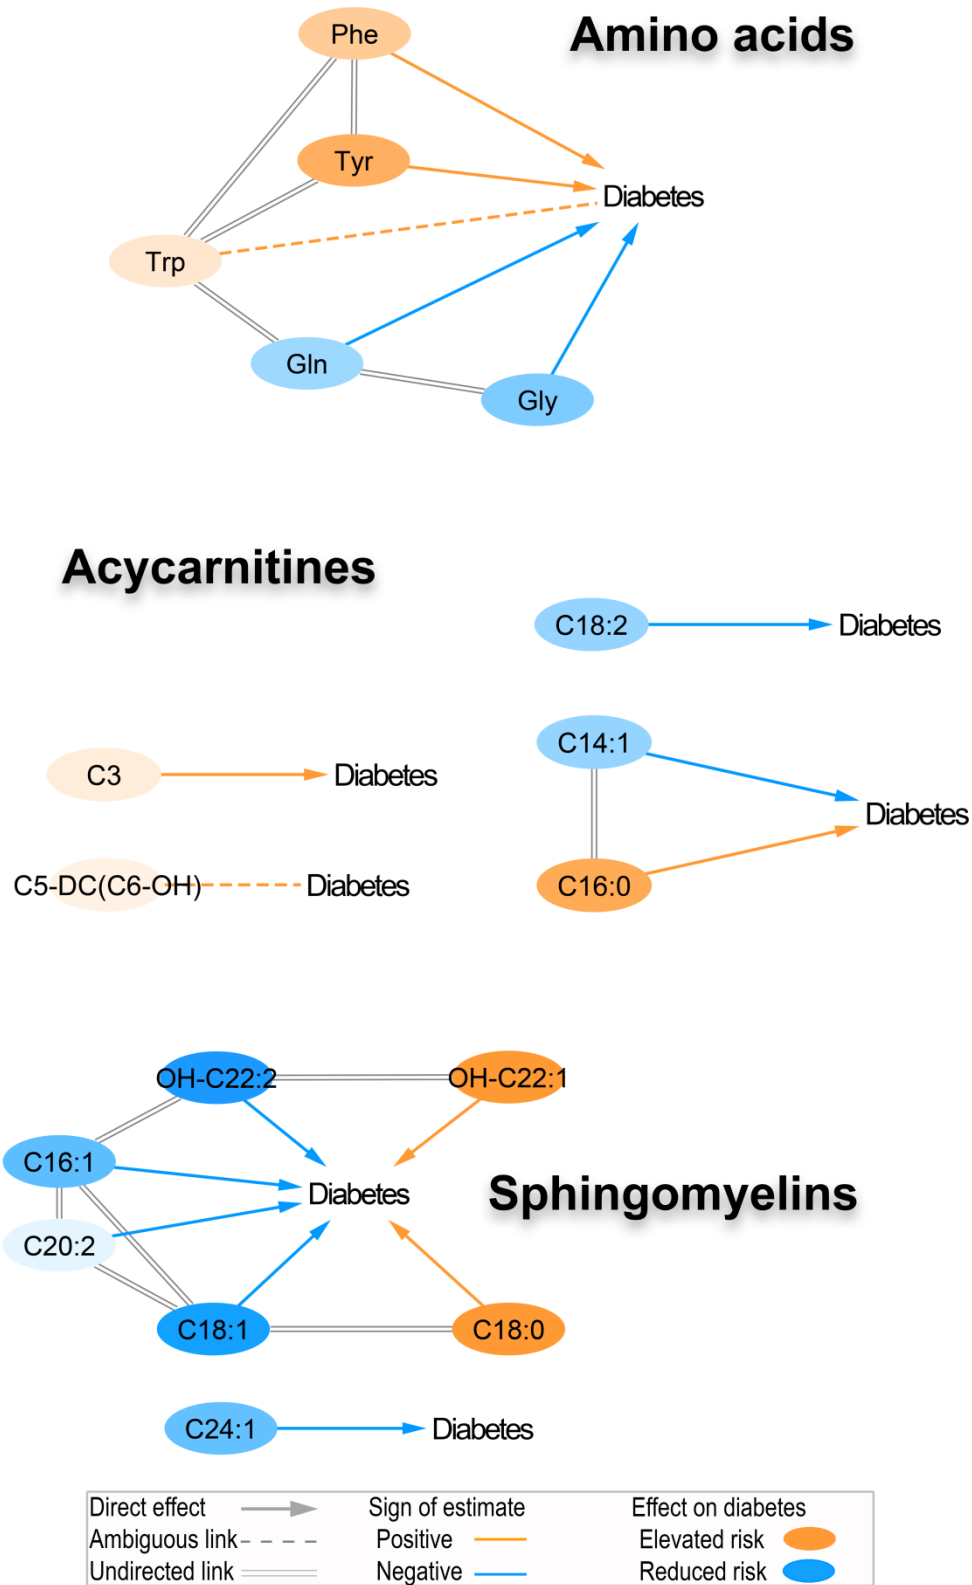 Amino acids
Phe
Tyr
Diabetes
Trp
Gln
Gly
Acycarnitines
C18:2 Diabetes
C14:1
C3 Diabetes
Diabetes
C5-DC(C6-OH) Diabetes
C16:0
OH-C22:2 OH-C22:1
C16:1
Diabetes
Sphingomyelins
C20:2
C18:1 C18:0
C24:1 Diabetes
Direct effect Sign of estimate Effect on diabetes
Ambiguous link Positive Elevated risk
Undirected link Negative Reduced risk